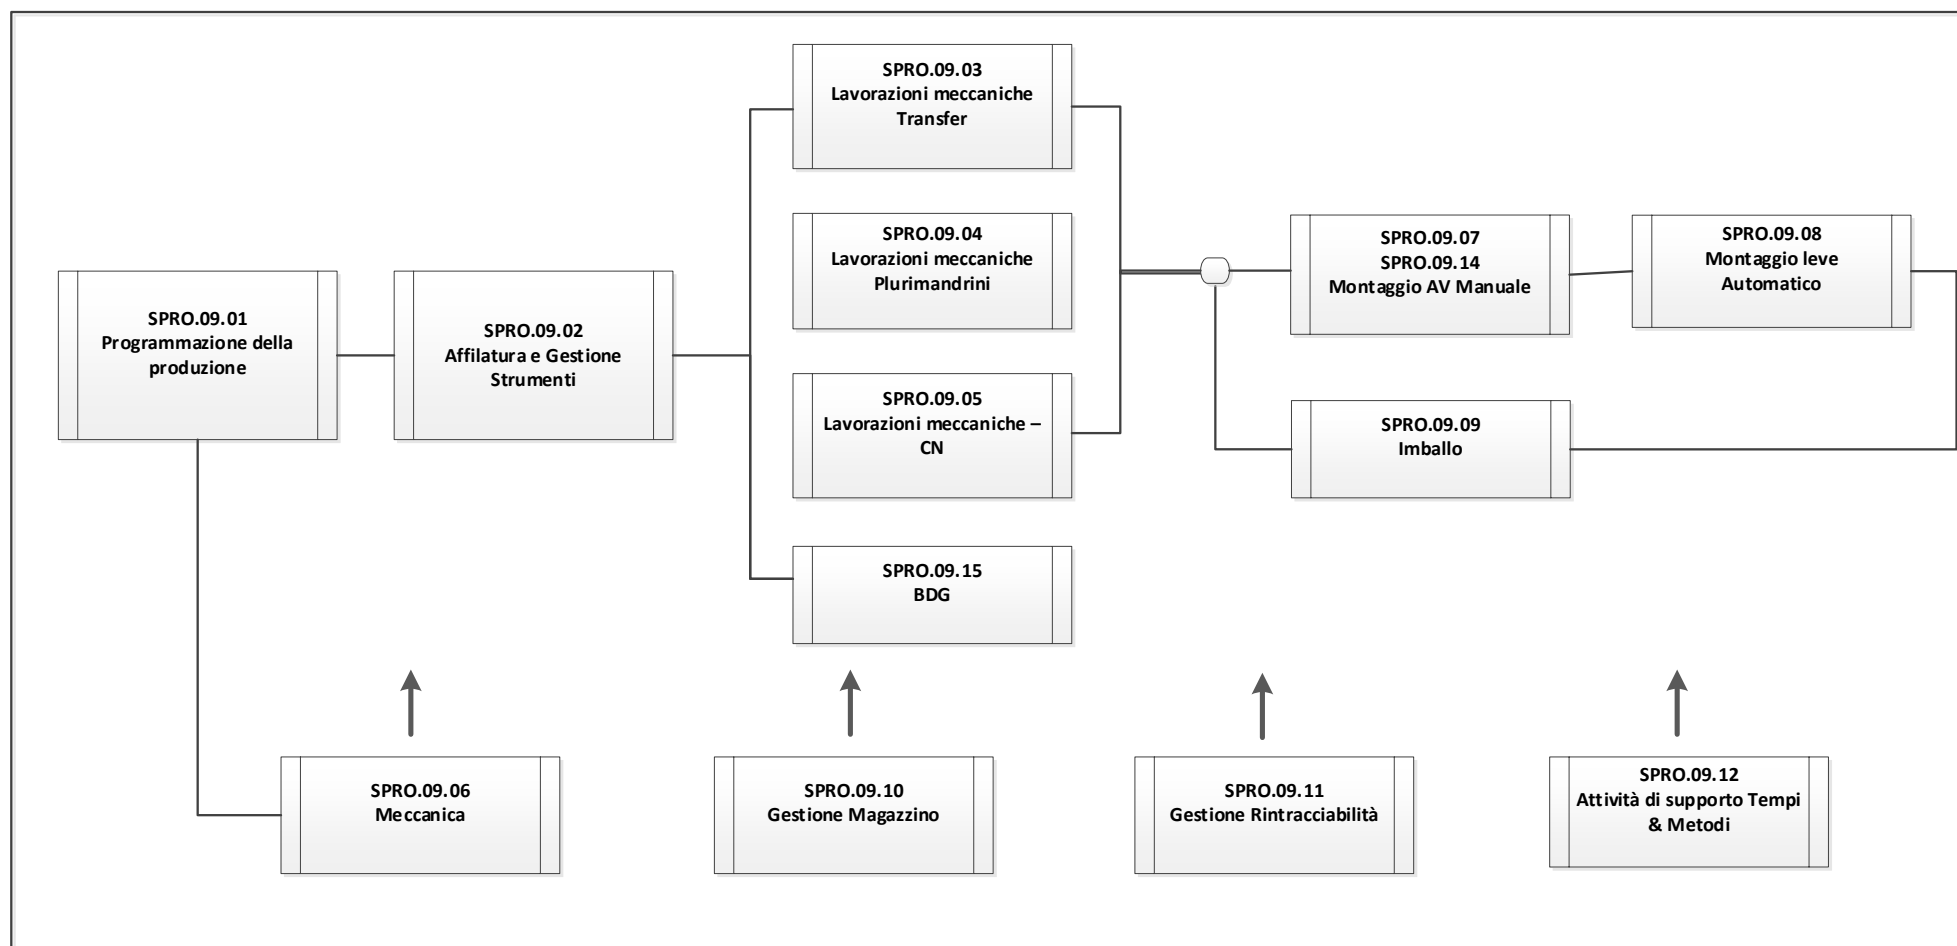 SPRO.09.01
Programmazione della
produzione
SPRO.09.02
Affilatura e Gestione
Strumenti
SPRO.09.03
Lavorazioni meccaniche
Transfer
SPRO.09.04
Lavorazioni meccaniche
Plurimandrini
SPRO.09.05
Lavorazioni meccaniche –
CN
SPRO.09.15
BDG
SPRO.09.07
SPRO.09.14
Montaggio AV Manuale
SPRO.09.08
Montaggio leve
Automatico
SPRO.09.09
Imballo
SPRO.09.06
Meccanica
SPRO.09.10
Gestione Magazzino
SPRO.09.11
Gestione Rintracciabilità
SPRO.09.12
Attività di supporto Tempi
& Metodi